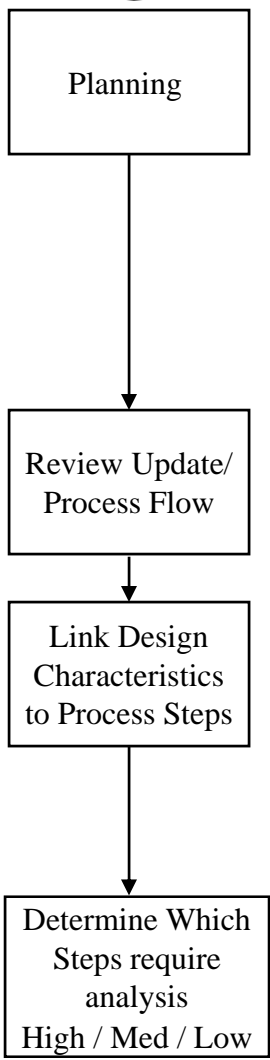 Planning
Review Update/
Process Flow
Link Design
Characteristics
to Process Steps
Determine Which
Steps require
analysis
High / Med / Low